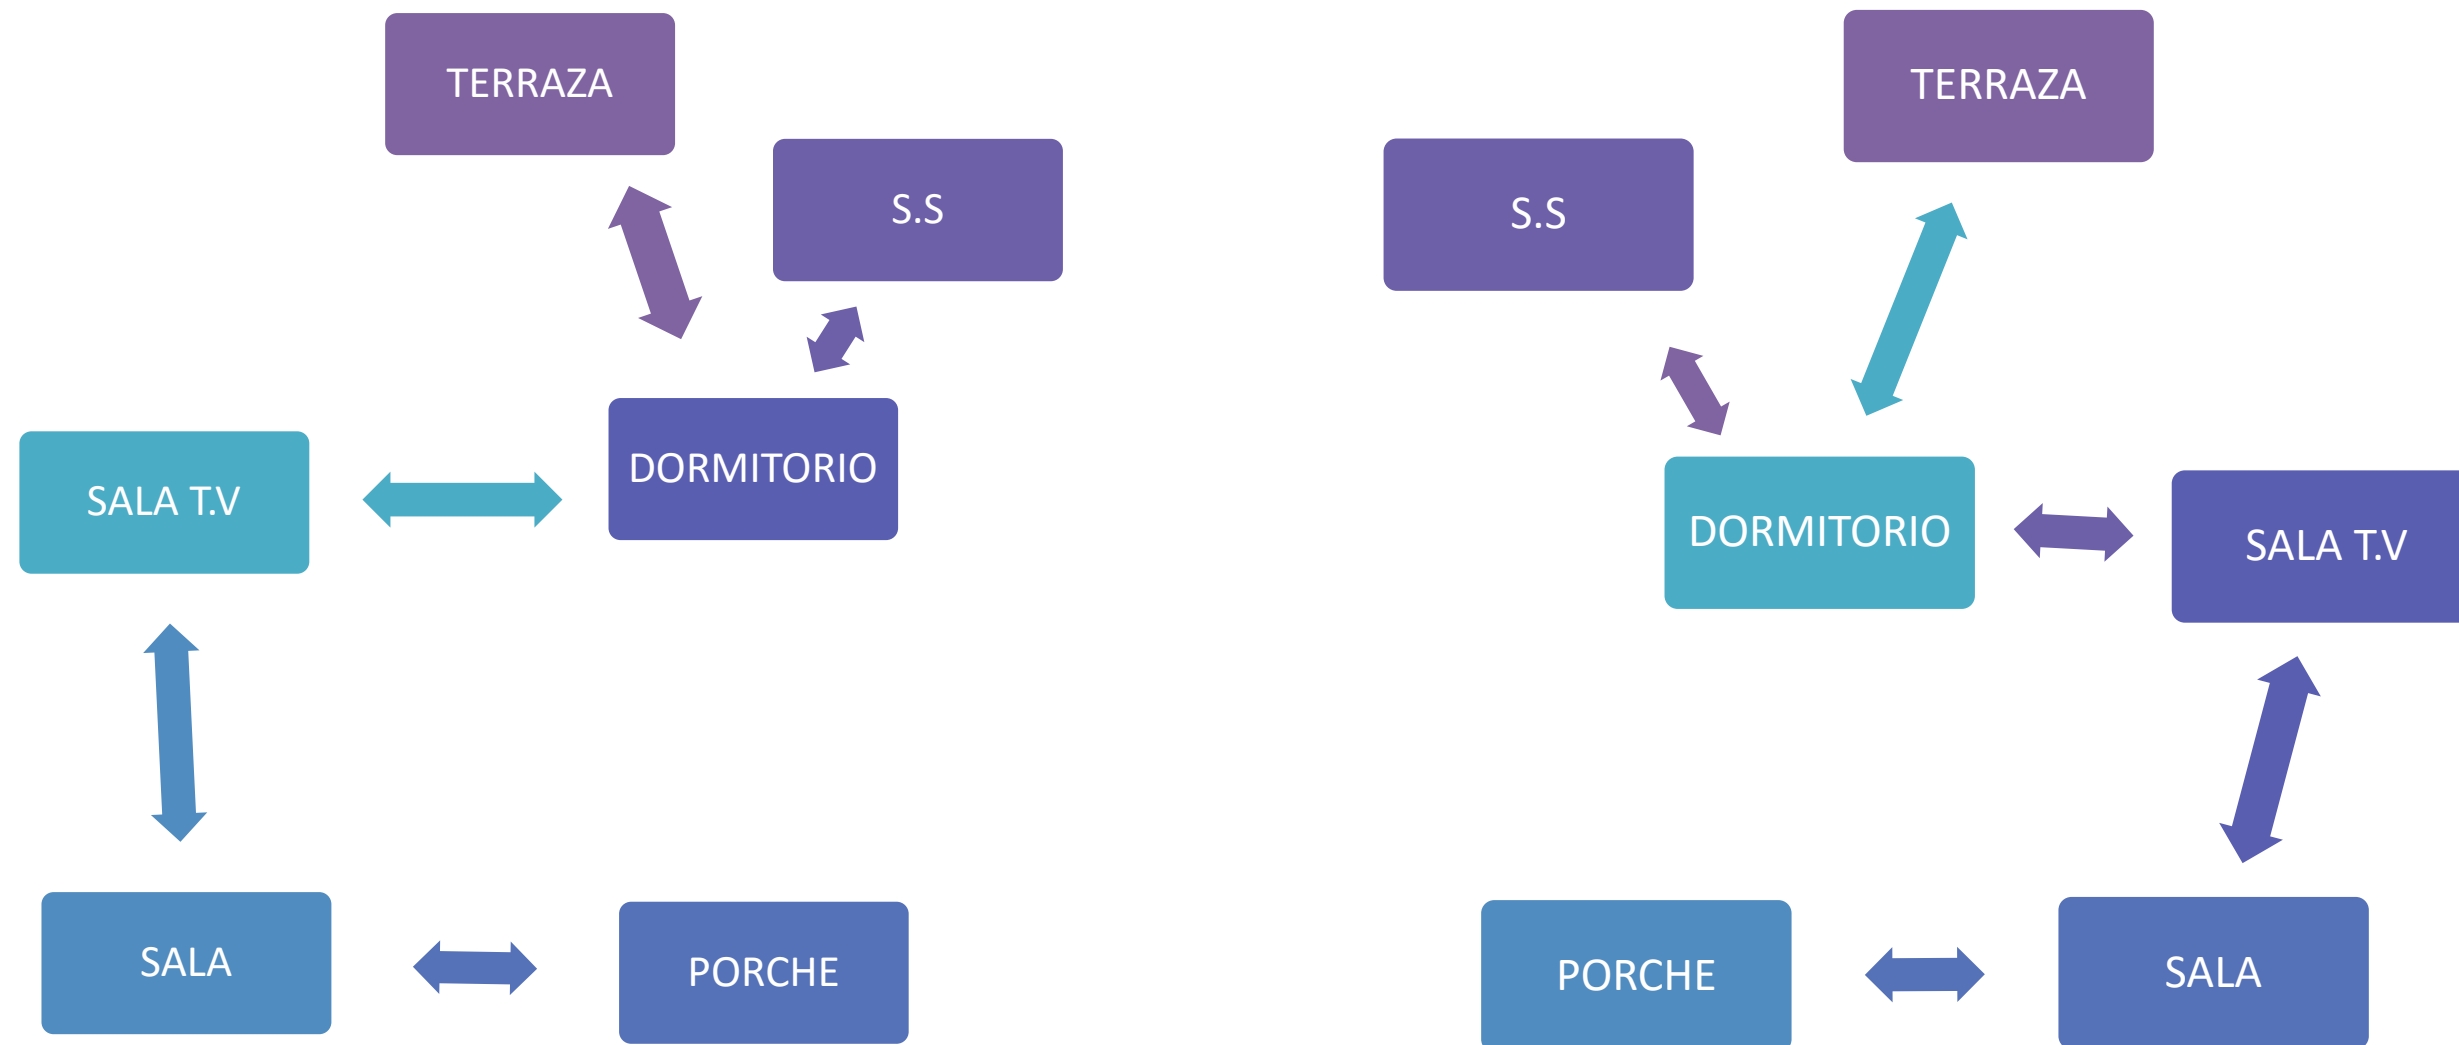 TERRAZA
S.S
DORMITORIO
SALA T.V
SALA
PORCHE
TERRAZA
S.S
DORMITORIO
SALA T.V
PORCHE
SALA